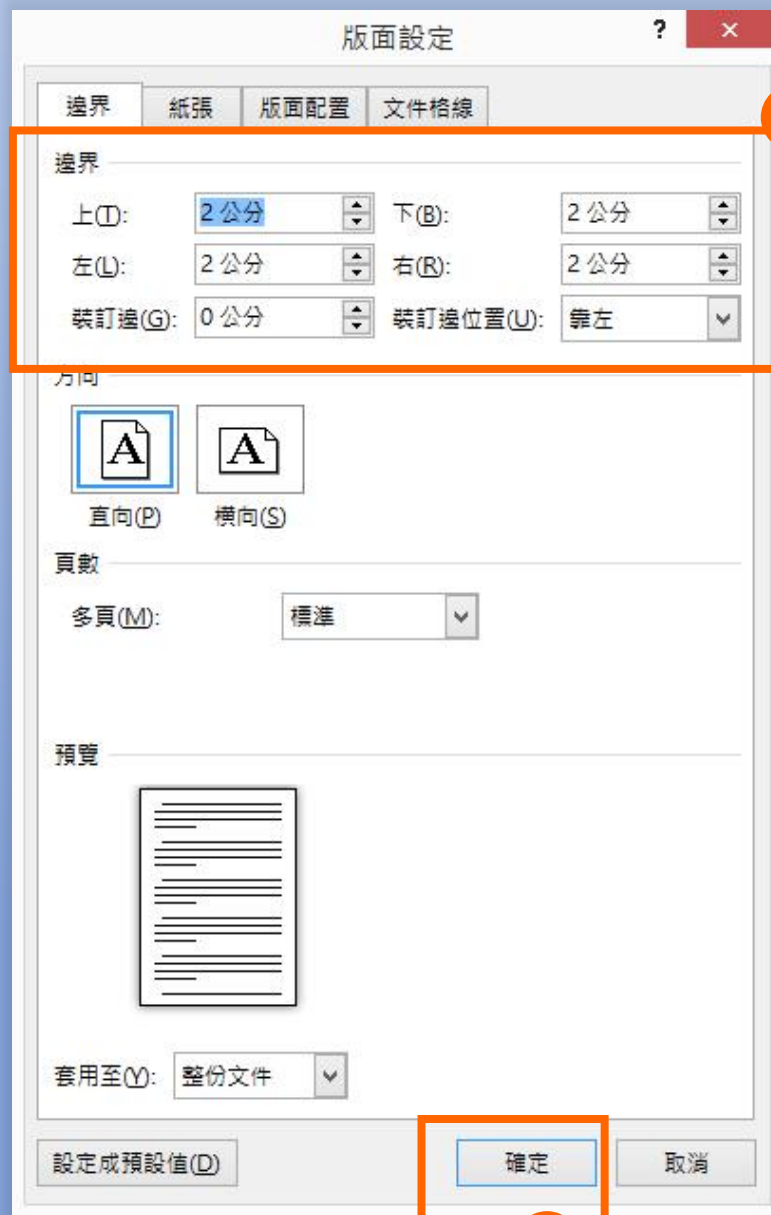 版面設定 ? ×
邊界 紙張 版面配置 文件格線
邊界
上(T): 2 公分 下(B): 2 公分
左(L): 2 公分 右(R): 2 公分
裝訂邊(G): 0 公分 裝訂邊位置(U): 靠左
方向
A A
直向(P) 橫向(S)
頁數
多頁(M): 標準
預覽
套用至(Y): 整份文件
設定成預設值(D) 確定 取消